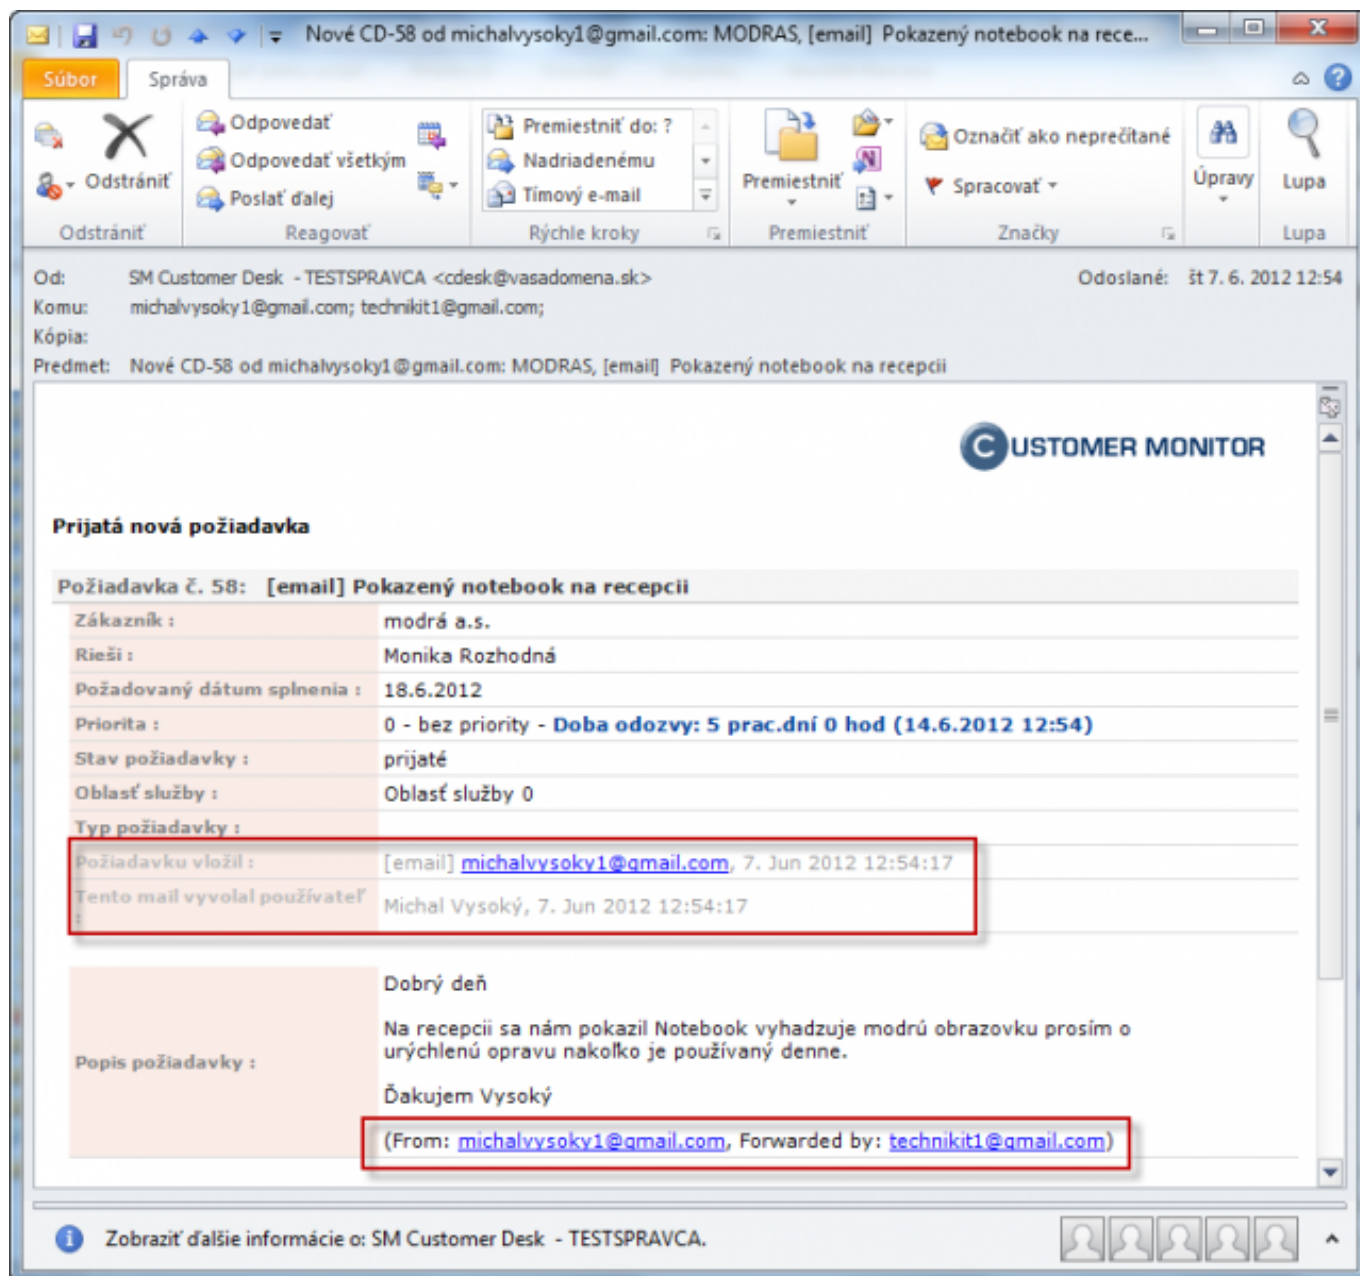 Nové CD-58 od michalvysoky1@gmail.com: MODRAS, [email] Pokazený notebook na rece...
Súbor
Správa
Odstrániť
Odpovedať
Odpovedať všetkým
Poslať ďalej
Premiestniť do: ?
Nadriadenému
Tímový e-mail
Premiestniť
Označiť ako neprečítané
Spracovať
Úpravy
Lupa
Odstrániť
Reagovať
Rýchle kroky
Premiestniť
Značky
Lupa
Od: SM Customer Desk - TESTSPRAVCA <cdesk@vasadomena.sk>
Odoslané: št 7. 6. 2012 12:54
Komu: michalvysoky1@gmail.com; technikit1@gmail.com;
Kópia:
Predmet: Nové CD-58 od michalvysoky1@gmail.com: MODRAS, [email] Pokazený notebook na recepcii
CUSTOMER MONITOR
Prijatá nová požiadavka
Požiadavka č. 58: [email] Pokazený notebook na recepcii
Zákazník : modrá a.s.
Rieši : Monika Rozhodná
Požadovaný dátum splnenia : 18.6.2012
Priorita : 0 - bez priority - Doba odozvy: 5 prac.dní 0 hod (14.6.2012 12:54)
Stav požiadavky : prijaté
Oblasť služby : Oblasť služby 0
Typ požiadavky :
Požiadavku vložil : [email] michalvysoky1@gmail.com, 7. Jun 2012 12:54:17
Tento mail vyvolal používateľ : Michal Vysoký, 7. Jun 2012 12:54:17
Popis požiadavky :
Dobrý deň
Na recepcii sa nám pokazil Notebook vyhadzuje modrú obrazovku prosím o
urýchlenú opravu nakoľko je používaný denne.
Ďakujem Vysoký
(From: michalvysoky1@gmail.com, Forwarded by: technikit1@gmail.com)
Zobraziť ďalšie informácie o: SM Customer Desk - TESTSPRAVCA.